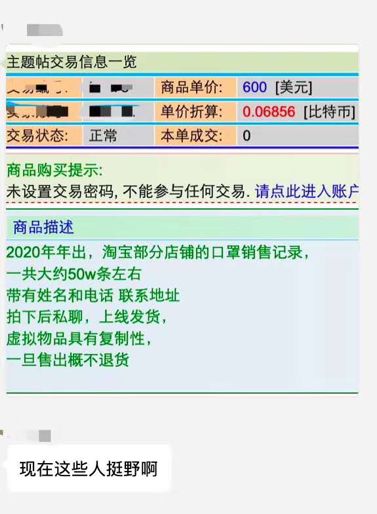 主题帖交易信息一览
商品单价: 600 [美元]
单价折算: 0.06856 [比特币]
交易状态: 正常 本单成交: 0
商品购买提示:
未设置交易密码, 不能参与任何交易. 请点此进入账户
商品描述
2020年年出，淘宝部分店铺的口罩销售记录，
一共大约50w条左右
带有姓名和电话 联系地址
拍下后私聊，上线发货，
虚拟物品具有复制性，
一旦售出概不退货
现在这些人挺野啊